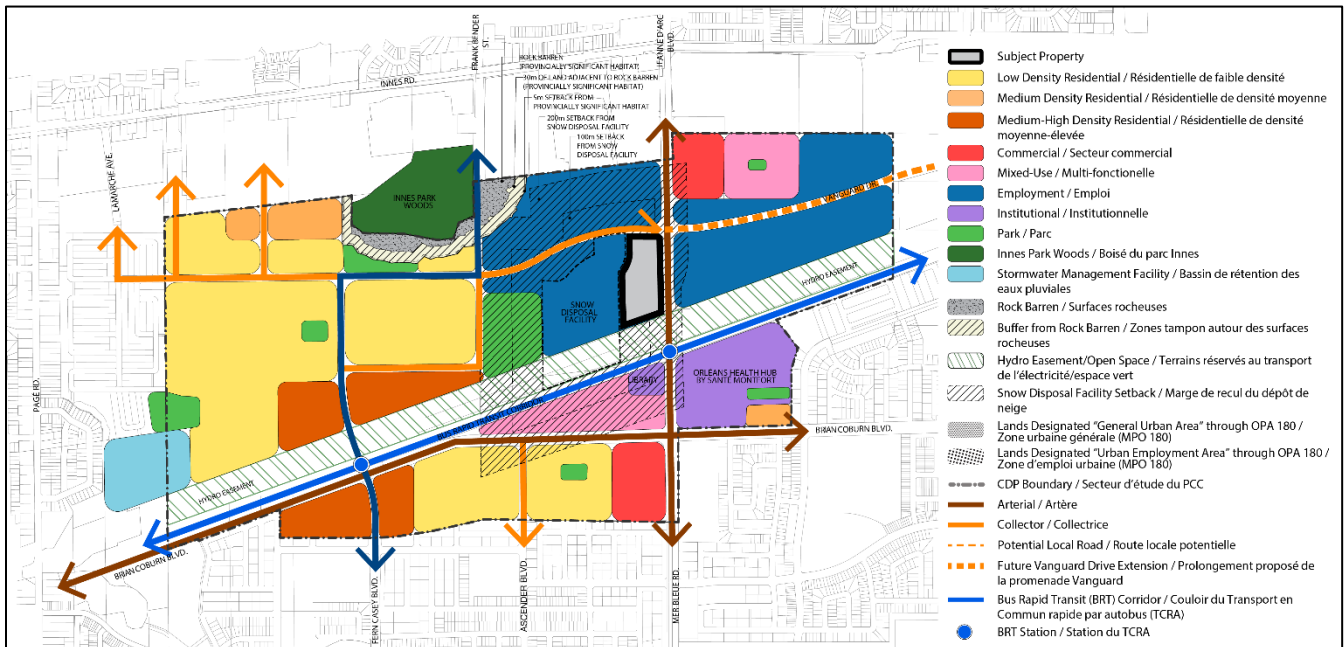 FRANK BENDER
ST.
JEANNE D'ARC
BLVD.
INNES RD.
ROCK BARREN
(PROVINCIALLY SIGNIFICANT HABITAT)
30m OF LAND ADJACENT TO ROCK BARREN
(PROVINCIALLY SIGNIFICANT HABITAT)
5m SETBACK FROM
PROVINCIALLY SIGNIFICANT HABITAT
200m SETBACK FROM
SNOW DISPOSAL FACILITY
100m SETBACK
FROM SNOW
DISPOSAL FACILITY
LAMARCHE AVE.
INNES PARK
WOODS
VANGUARD DR.
HYDRO EASEMENT
SNOW
DISPOSAL
FACILITY
PAGE RD.
LIBRARY
ORLÉANS HEALTH HUB
BY SANTÉ MONTFORT
BUS RAPID TRANSIT CORRIDOR
BRIAN COBURN BLVD.
HYDRO EASEMENT
BRIAN COBURN BLVD.
FERN CASEY BLVD.
ASCENDER BLVD.
MER BLEUE RD.
Subject Property
Low Density Residential / Résidentielle de faible densité
Medium Density Residential / Résidentielle de densité moyenne
Medium-High Density Residential / Résidentielle de densité
moyenne-élevée
Commercial / Secteur commercial
Mixed-Use / Multi-fonctionelle
Employment / Emploi
Institutional / Institutionnelle
Park / Parc
Innes Park Woods / Boisé du parc Innes
Stormwater Management Facility / Bassin de rétention des
eaux pluviales
Rock Barren / Surfaces rocheuses
Buffer from Rock Barren / Zones tampon autour des surfaces
rocheuses
Hydro Easement/Open Space / Terrains réservés au transport
de l'électricité/espace vert
Snow Disposal Facility Setback / Marge de recul du dépôt de
neige
Lands Designated "General Urban Area" through OPA 180 /
Zone urbaine générale (MPO 180)
Lands Designated "Urban Employment Area" through OPA 180 /
Zone d'emploi urbaine (MPO 180)
CDP Boundary / Secteur d'étude du PCC
Arterial / Artère
Collector / Collectrice
Potential Local Road / Route locale potentielle
Future Vanguard Drive Extension / Prolongement proposé de
la promenade Vanguard
Bus Rapid Transit (BRT) Corridor / Couloir du Transport en
Commun rapide par autobus (TCRA)
BRT Station / Station du TCRA